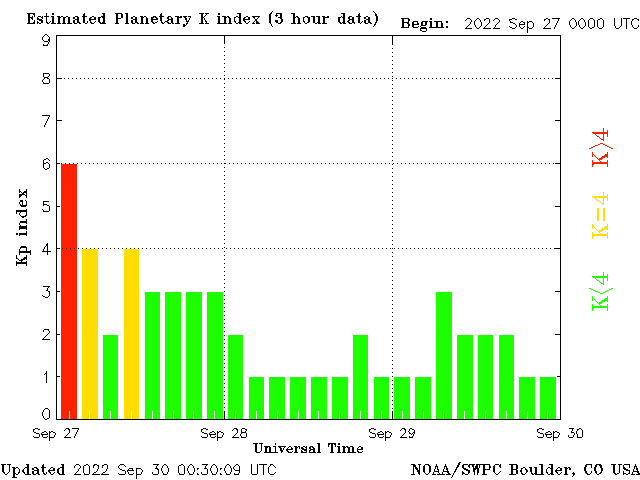 Estimated Planetary K index (3 hour data)
Begin: 2022 Sep 27 0000 UTC
9
8
7
6
5
4
3
2
1
0
Kp index
K>4
K=4
K<4
Sep 27
Sep 28
Sep 29
Sep 30
Universal Time
Updated 2022 Sep 30 00:30:09 UTC
NOAA/SWPC Boulder, CO USA